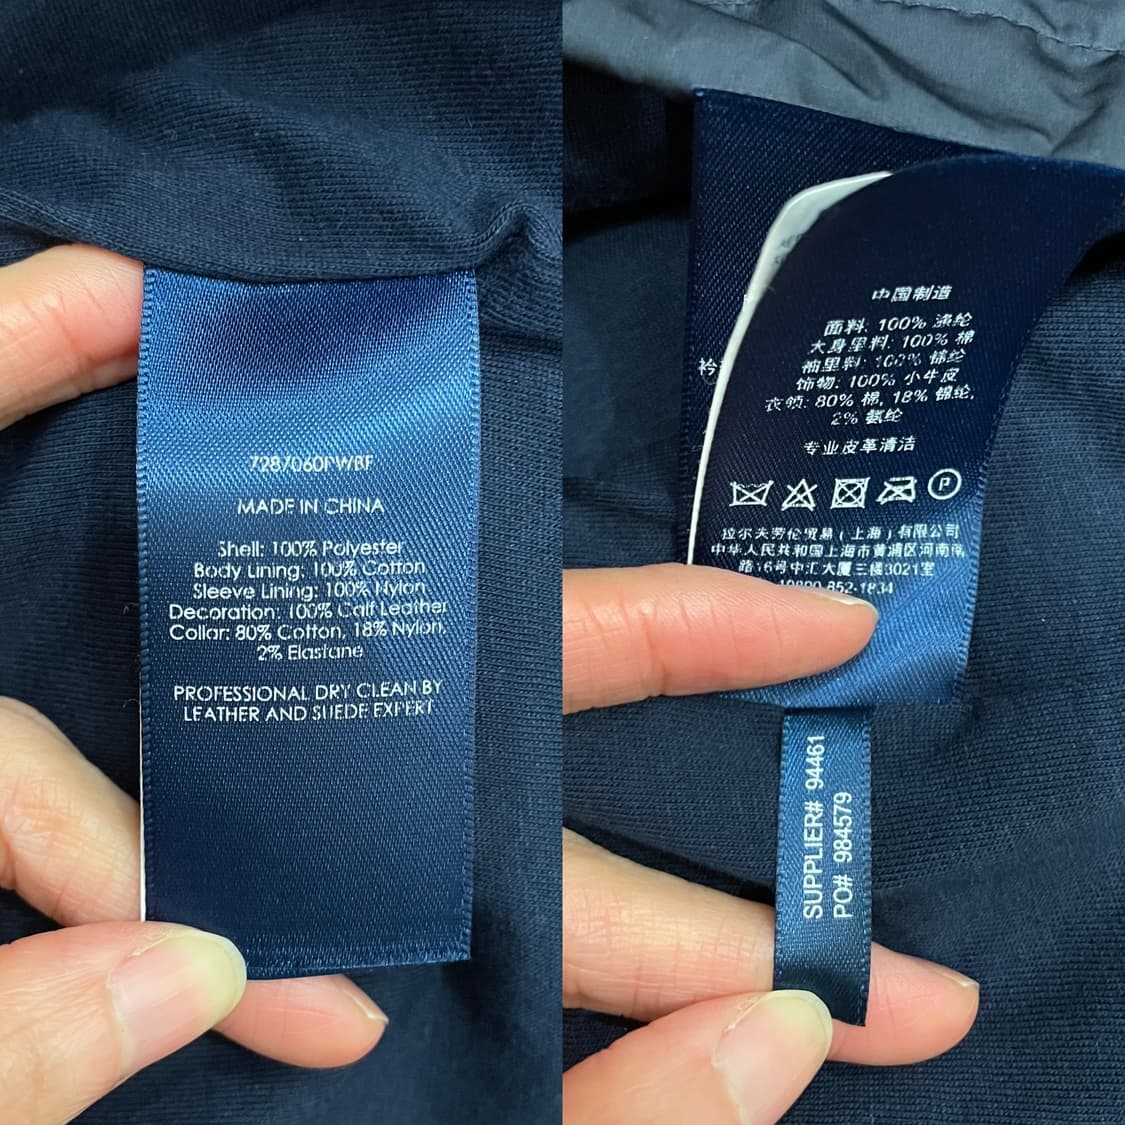 7287060PWBF
MADE IN CHINA
Shell: 100% Polyester
Body Lining: 100% Cotton
Sleeve Lining: 100% Nylon
Decoration: 100% Calf Leather
Collar: 80% Cotton, 18% Nylon,
2% Elastane
PROFESSIONAL DRY CLEAN BY
LEATHER AND SUEDE EXPERT
中国制造
面料: 100% 涤纶
大身里料: 100% 棉
袖里料: 100% 锦纶
饰物: 100% 小牛皮
衣领: 80% 棉, 18% 锦纶,
2% 氨纶
专业皮革清洁
P
拉尔夫劳伦贸易(上海)有限公司
中华人民共和国上海市黄浦区河南南
路16号中汇大厦三楼3021室
852-1834
衿
SUPPLIER# 94461
PO# 984579